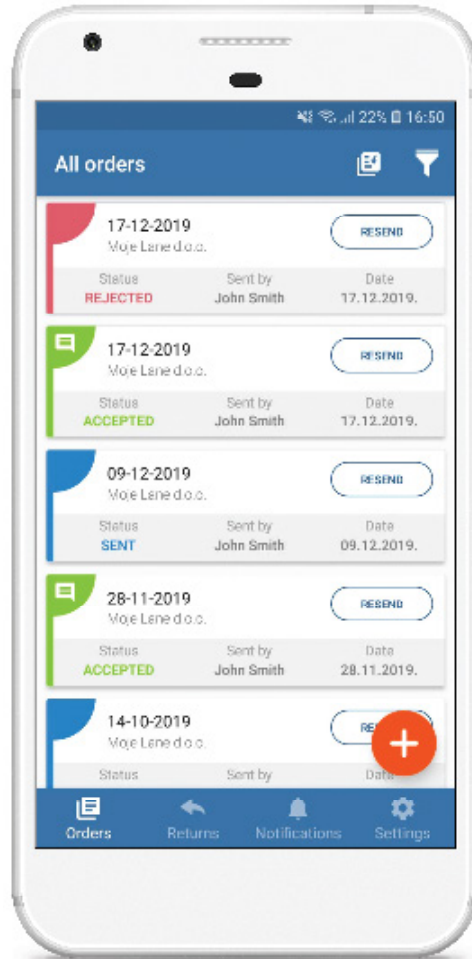 22% 16:50
All orders
17-12-2019
RESEND
Moje Lane d.o.o.
Status Sent by Date
REJECTED John Smith 17.12.2019.
17-12-2019
RESEND
Moje Lane d.o.o.
Status Sent by Date
ACCEPTED John Smith 17.12.2019.
09-12-2019
RESEND
Moje Lane d.o.o.
Status Sent by Date
SENT John Smith 09.12.2019.
28-11-2019
RESEND
Moje Lane d.o.o.
Status Sent by Date
ACCEPTED John Smith 28.11.2019.
14-10-2019
Moje Lane d.o.o.
Status Sent by Date
Orders Returns Notifications Settings